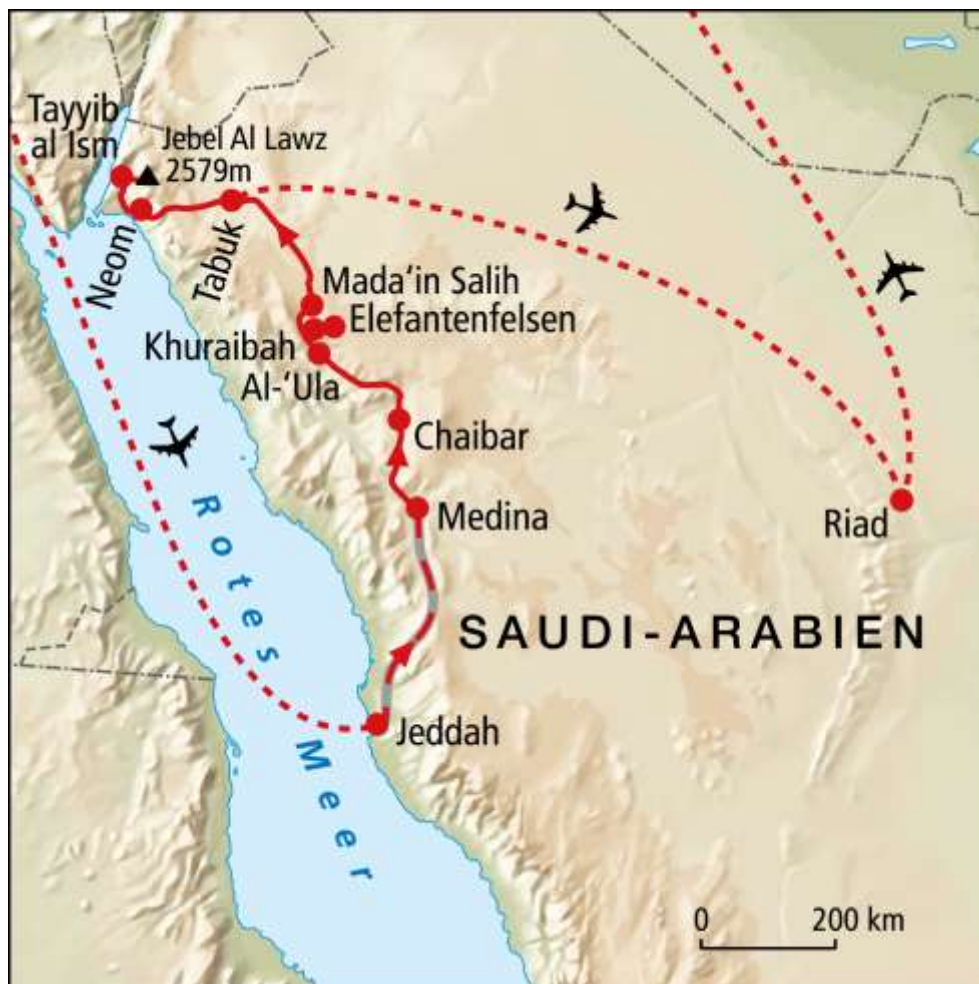 Tayyib
al Ism
Jebel Al Lawz
2579m
Neom
Tabuk
Mada‘in Salih
Elefantenfelsen
Khuraibah
Al-‘Ula
Chaibar
Medina
Riad
SAUDI-ARABIEN
Jeddah
Rotes
Meer
0 200 km